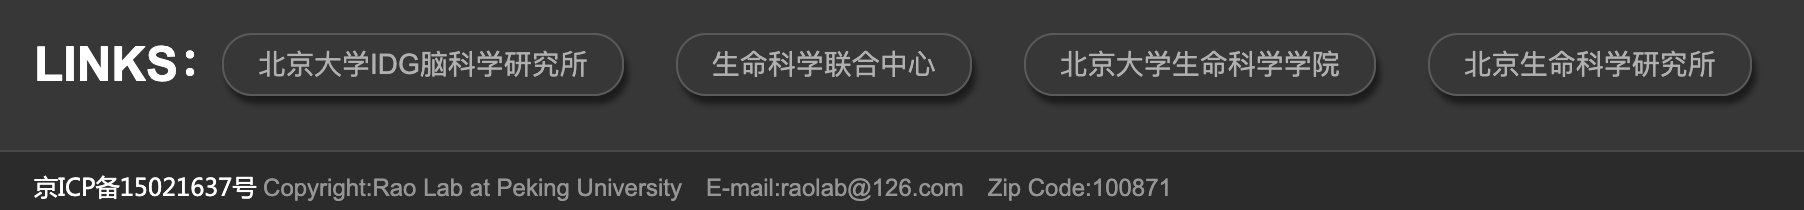 LINKS： 北京大学IDG脑科学研究所 生命科学联合中心 北京大学生命科学学院 北京生命科学研究所
京ICP备15021637号 Copyright:Rao Lab at Peking University E-mail:raolab@126.com Zip Code:100871